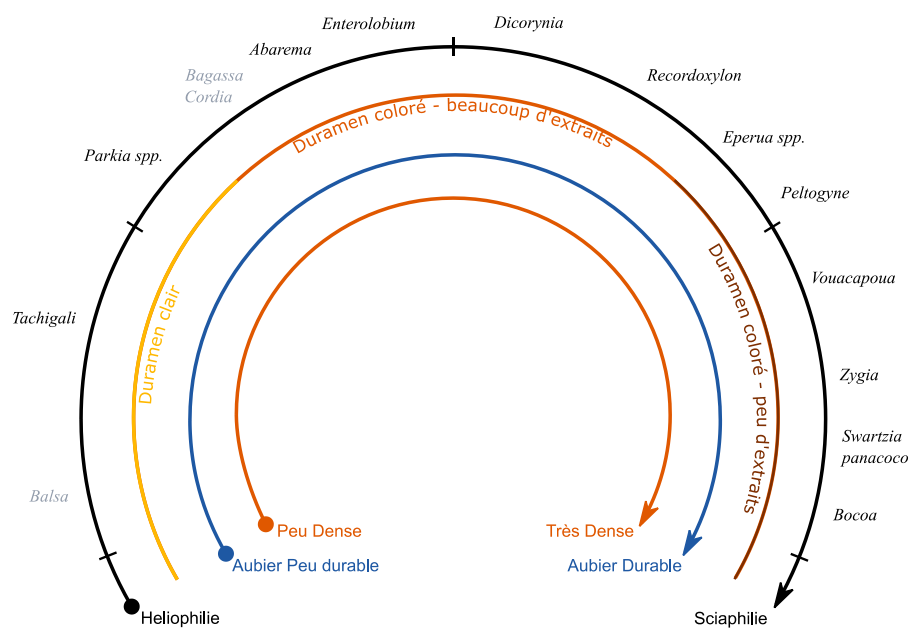 Enterolobium
Dicorynia
Abarema
Bagassa
Cordia
Recordoxylon
Duramen coloré - beaucoup d'extraits
Parkia spp.
Eperua spp.
Peltogyne
Vouacapoua
Tachigali
Duramen clair
Duramen coloré - peu d'extraits
Zygia
Swartzia
panacoco
Balsa
Bocoa
Peu Dense
Très Dense
Aubier Peu durable
Aubier Durable
Heliophilie
Sciaphilie